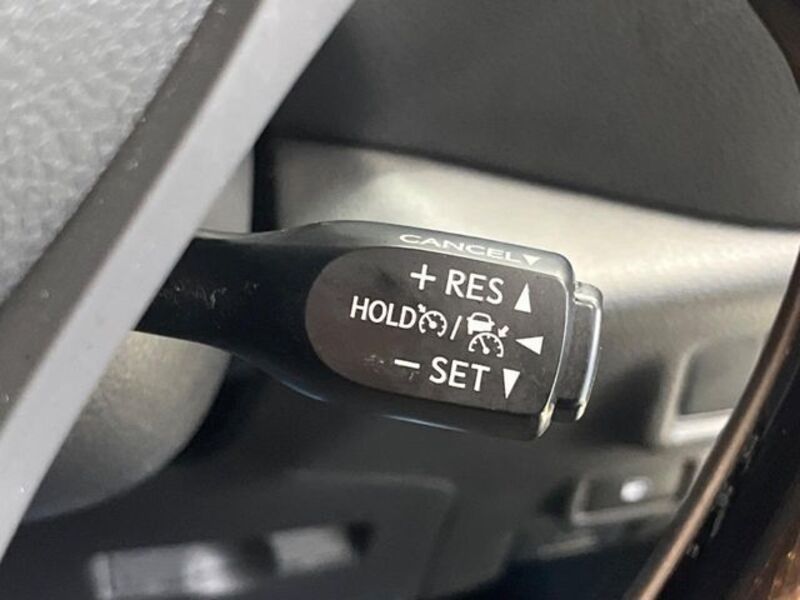 CANCEL▼
+ RES ▲
HOLD / ◀
− SET ▼